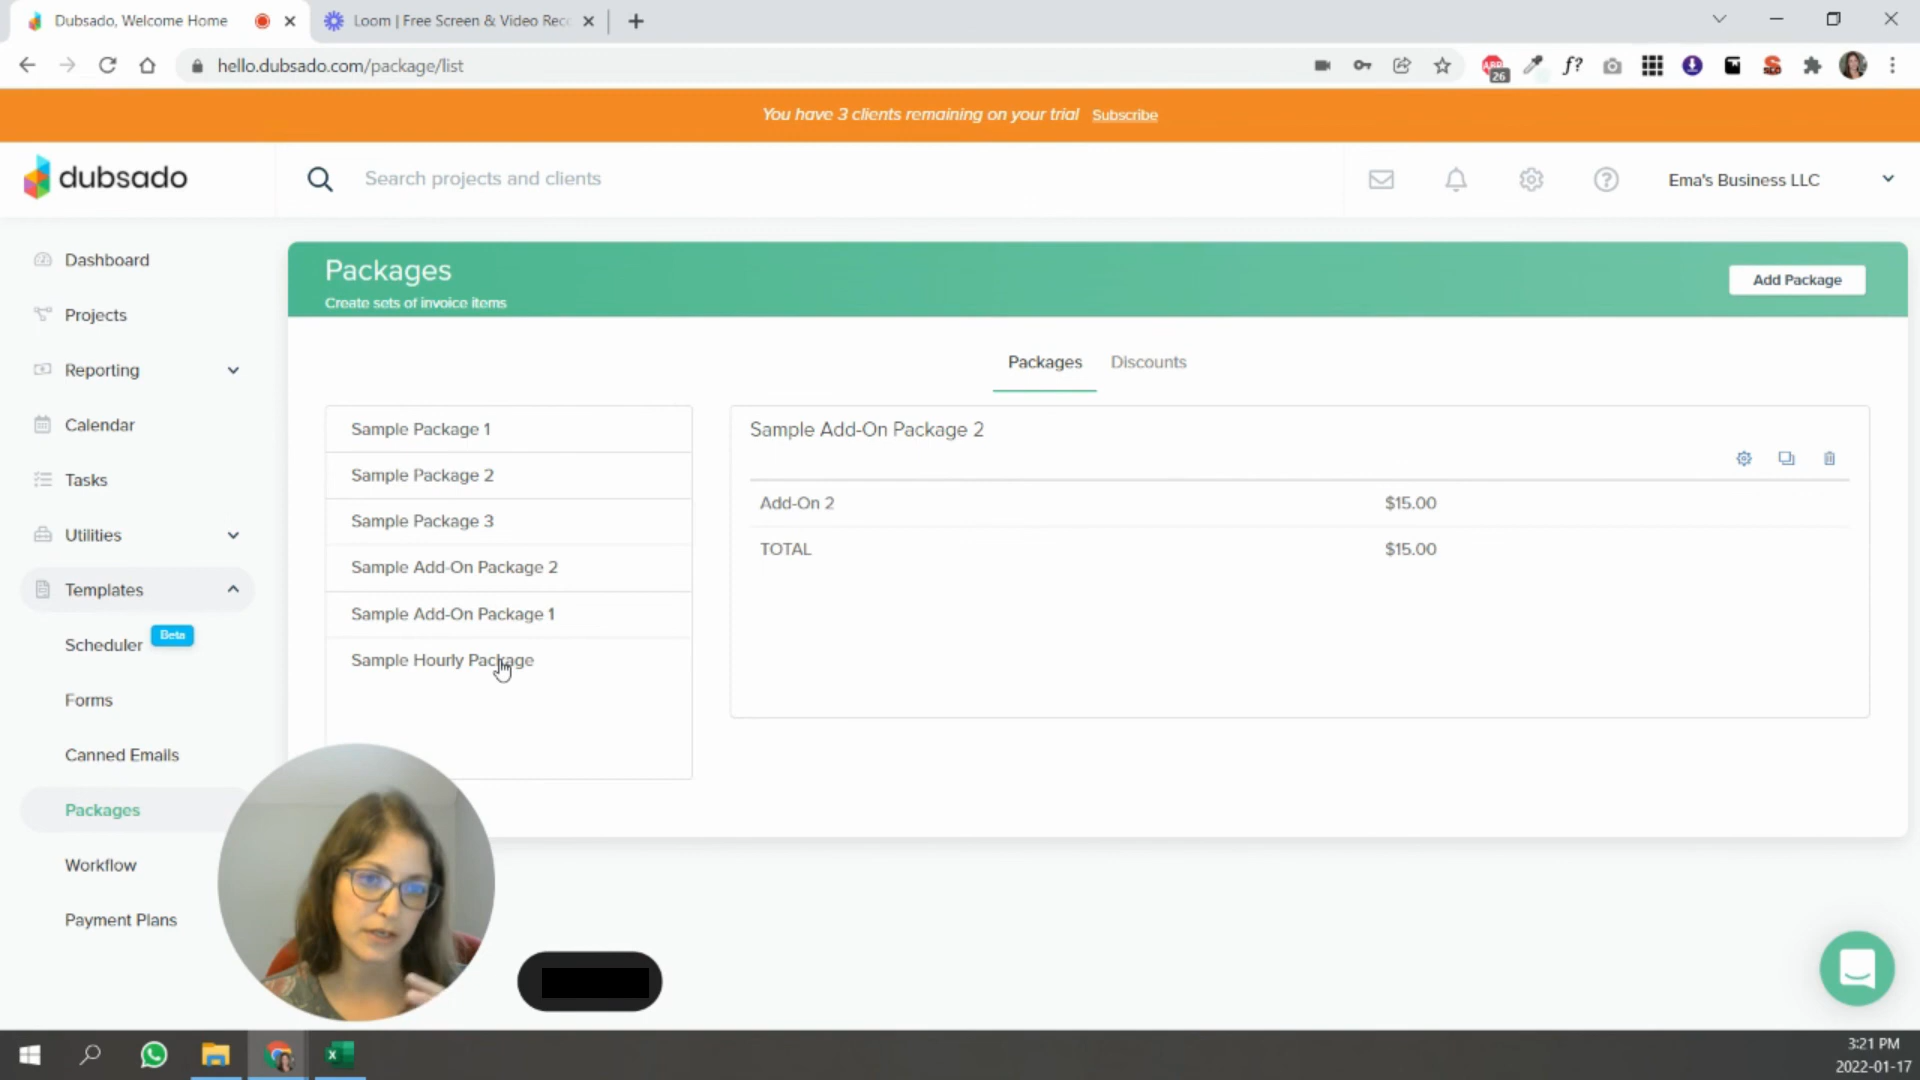 Dubsado, Welcome Home
Loom | Free Screen & Video Rec
hello.dubsado.com/package/list
ABP
26
f?
You have 3 clients remaining on your trial Subscribe
dubsado
Search projects and clients
Ema's Business LLC
Dashboard
Projects
Reporting
Calendar
Tasks
Utilities
Templates
Scheduler Beta
Forms
Canned Emails
Packages
Workflow
Payment Plans
Packages
Create sets of invoice items
Add Package
Packages Discounts
Sample Package 1
Sample Package 2
Sample Package 3
Sample Add-On Package 2
Sample Add-On Package 1
Sample Hourly Package
Sample Add-On Package 2
Add-On 2 $15.00
TOTAL $15.00
3:21 PM
2022-01-17